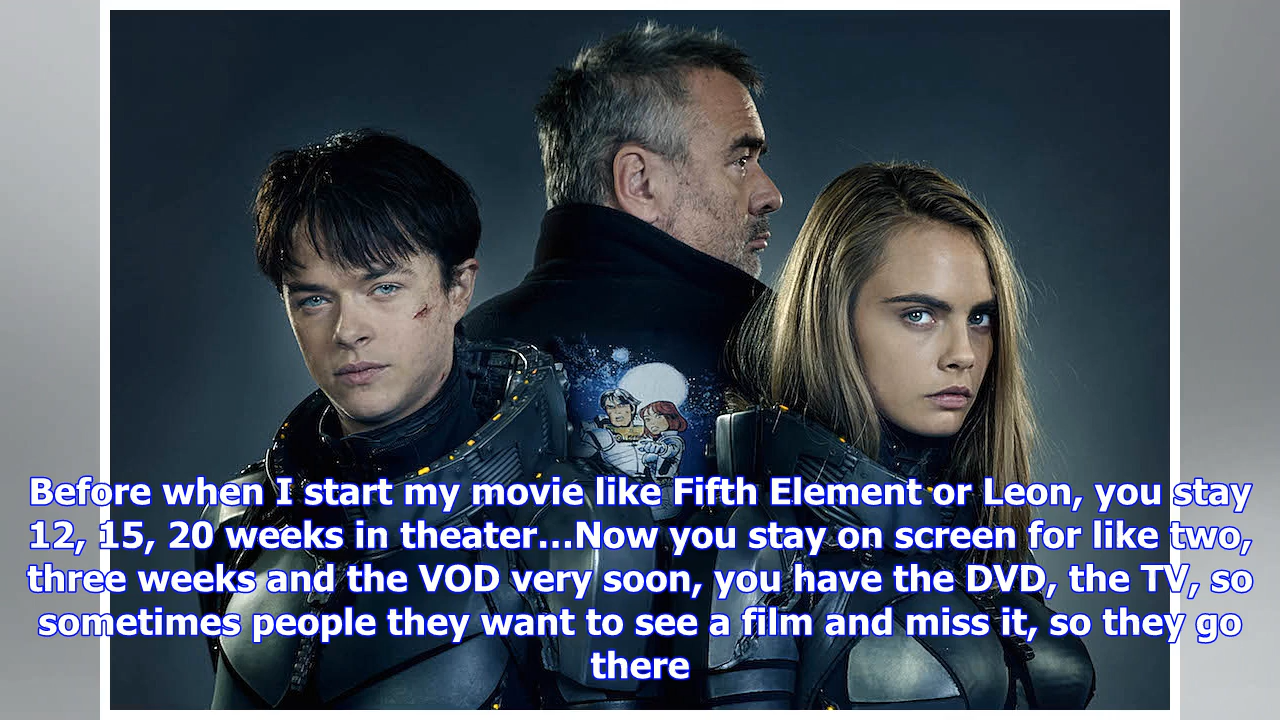 Before when I start my movie like Fifth Element or Leon, you stay
12, 15, 20 weeks in theater...Now you stay on screen for like two,
three weeks and the VOD very soon, you have the DVD, the TV, so
sometimes people they want to see a film and miss it, so they go
there